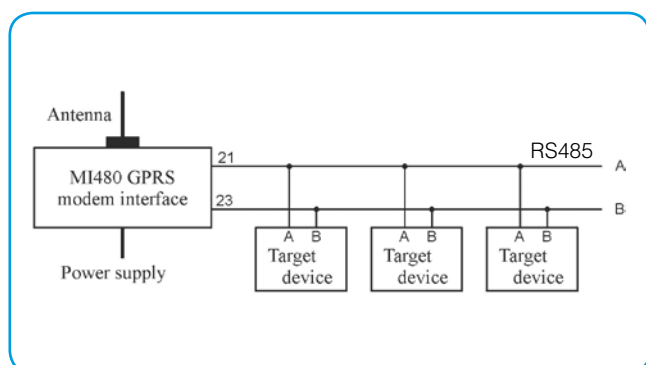 Antenna
MI480 GPRS
modem interface
Power supply
21
23
RS485
A
B
A B
Target
device
A B
Target
device
A B
Target
device